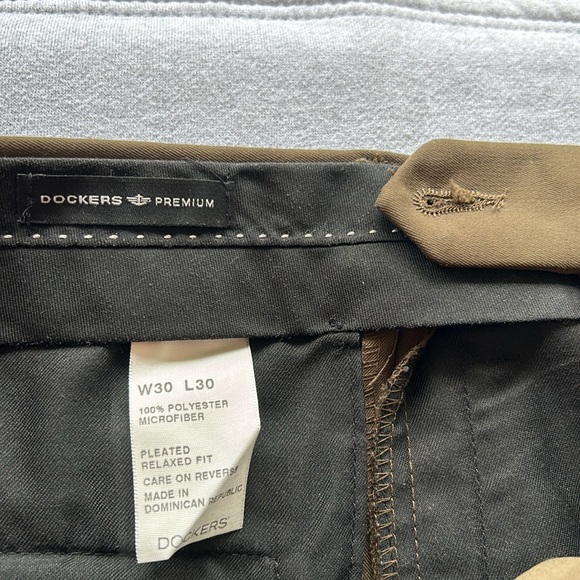 DOCKERS PREMIUM
W30 L30
100% POLYESTER
MICROFIBER
PLEATED
RELAXED FIT
CARE ON REVERSE
MADE IN
DOMINICAN REPUBLIC
DOCKERS®